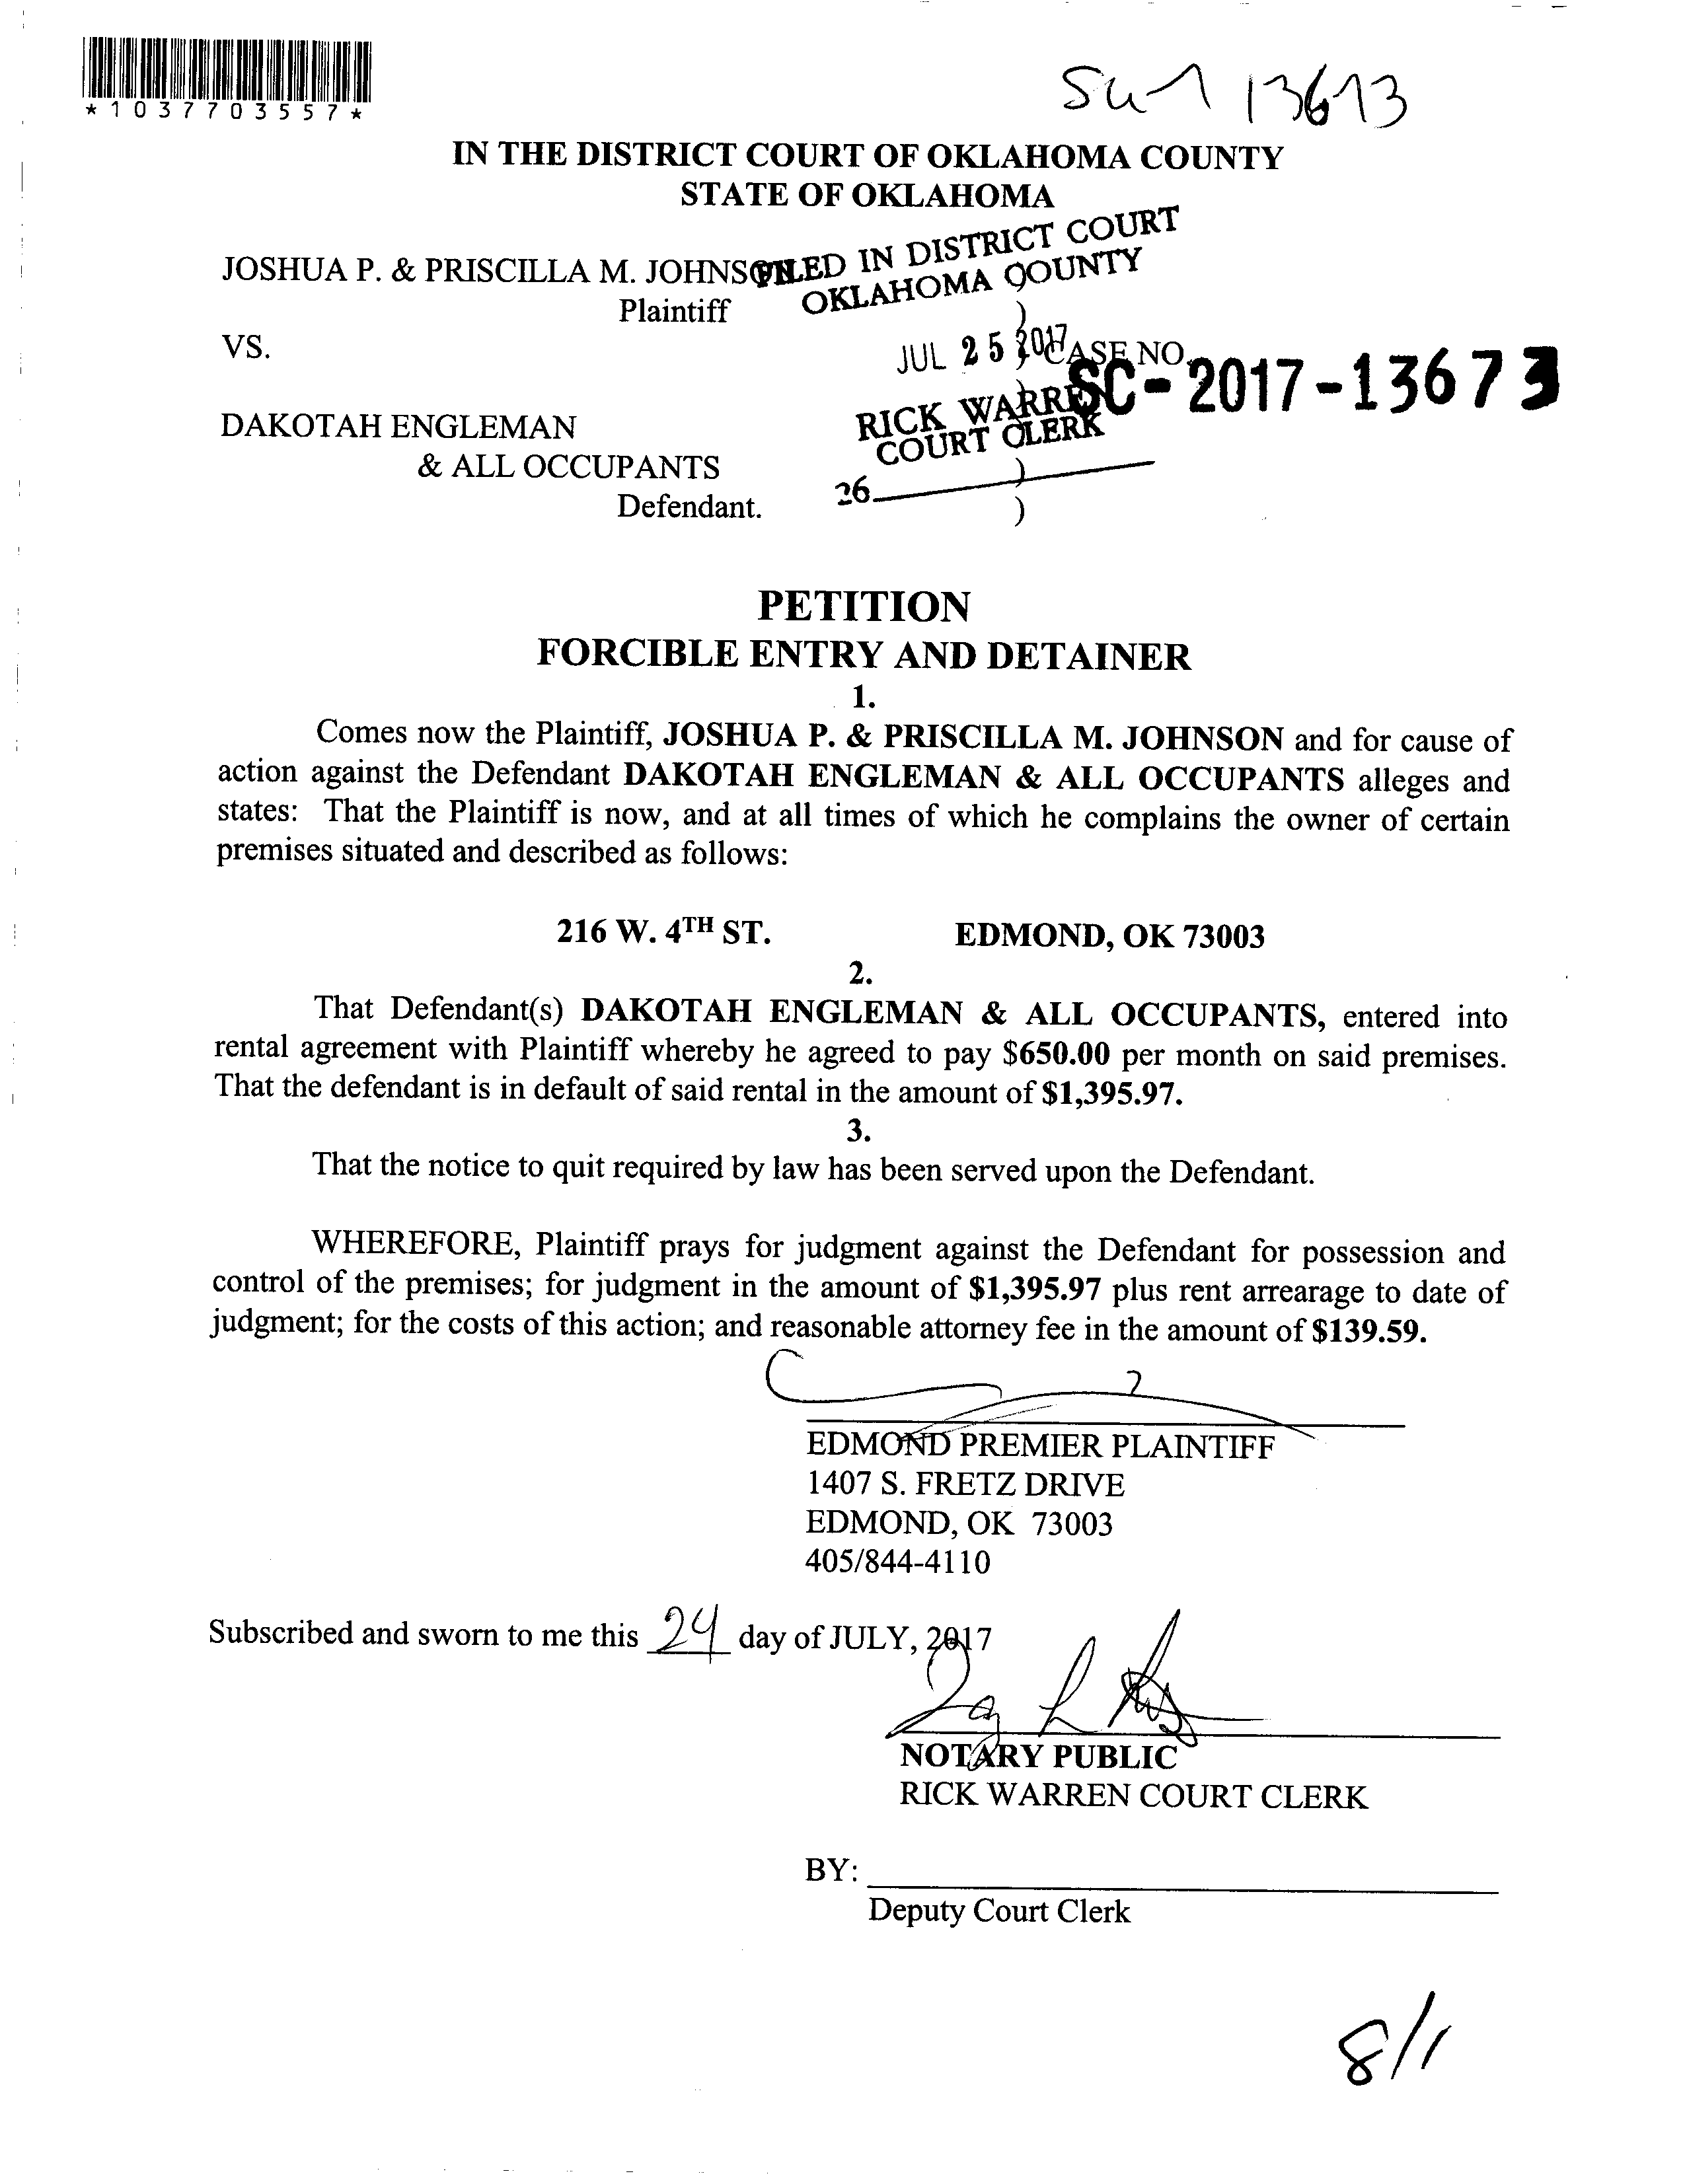 *1037703557*
13673
IN THE DISTRICT COURT OF OKLAHOMA COUNTY
STATE OF OKLAHOMA
FILED IN DISTRICT COURT
OKLAHOMA COUNTY
JOSHUA P. & PRISCILLA M. JOHNSON
Plaintiff )
VS.
JUL 25 2017 ) CASE NO.
SC-2017-13673
RICK WARREN )
COURT CLERK )
DAKOTAH ENGLEMAN
& ALL OCCUPANTS )
26
Defendant. )
PETITION
FORCIBLE ENTRY AND DETAINER
1.
Comes now the Plaintiff, JOSHUA P. & PRISCILLA M. JOHNSON and for cause of
action against the Defendant DAKOTAH ENGLEMAN & ALL OCCUPANTS alleges and
states: That the Plaintiff is now, and at all times of which he complains the owner of certain
premises situated and described as follows:
216 W. 4TH ST. EDMOND, OK 73003
2.
That Defendant(s) DAKOTAH ENGLEMAN & ALL OCCUPANTS, entered into
rental agreement with Plaintiff whereby he agreed to pay $650.00 per month on said premises.
That the defendant is in default of said rental in the amount of $1,395.97.
3.
That the notice to quit required by law has been served upon the Defendant.
WHEREFORE, Plaintiff prays for judgment against the Defendant for possession and
control of the premises; for judgment in the amount of $1,395.97 plus rent arrearage to date of
judgment; for the costs of this action; and reasonable attorney fee in the amount of $139.59.
EDMOND PREMIER PLAINTIFF
1407 S. FRETZ DRIVE
EDMOND, OK 73003
405/844-4110
Subscribed and sworn to me this 24 day of JULY, 2017
NOTARY PUBLIC
RICK WARREN COURT CLERK
BY:
Deputy Court Clerk
8/1